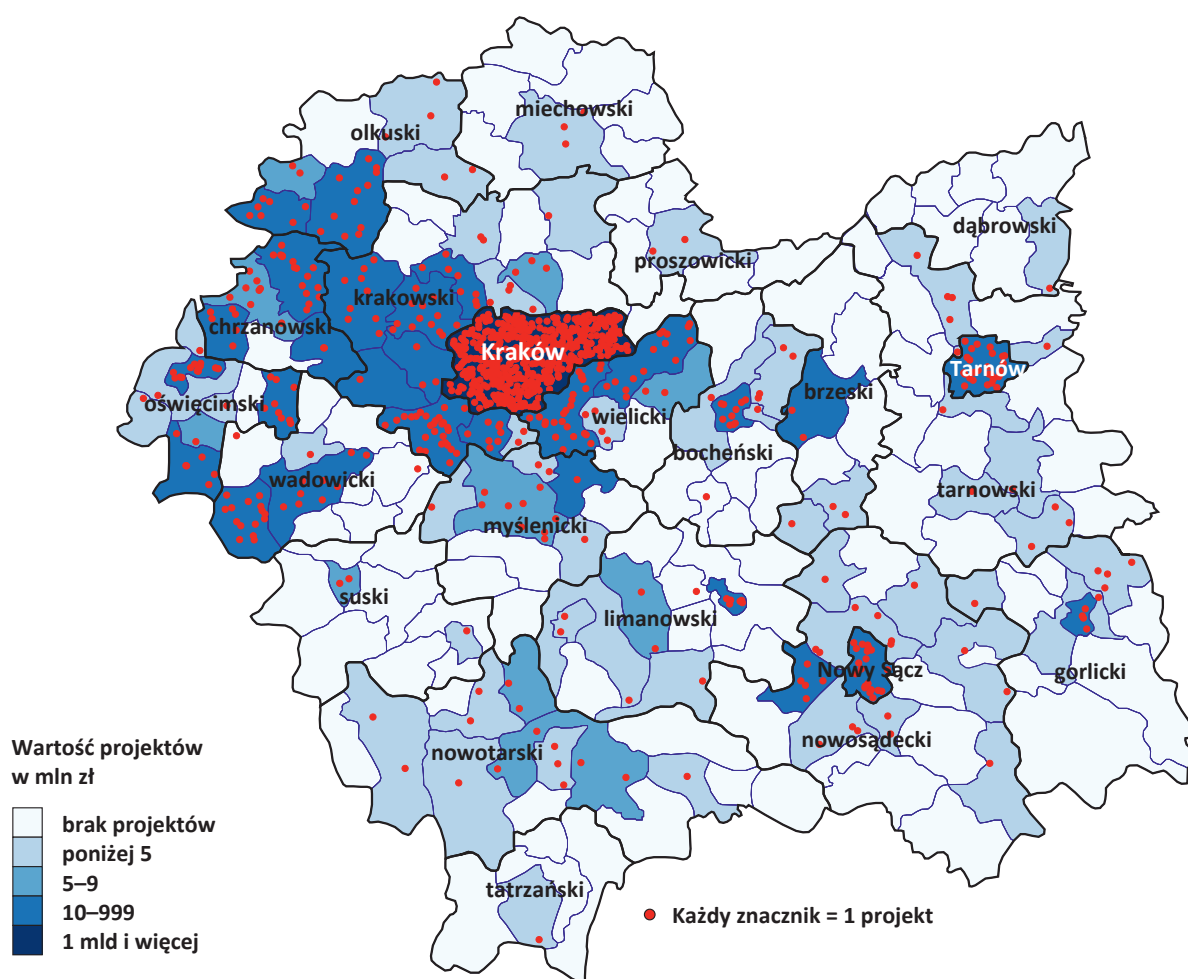 miechowski
olkuski
dąbrowski
proszowicki
krakowski
chrzanowski
Kraków
Tarnów
brzeski
oświęcimski
wielicki
bocheński
wadowicki
tarnowski
myślenicki
suski
limanowski
Nowy Sącz
gorlicki
nowosądecki
nowotarski
tatrzański
Wartość projektów
w mln zł
brak projektów
poniżej 5
5–9
10–999
1 mld i więcej
Każdy znacznik = 1 projekt